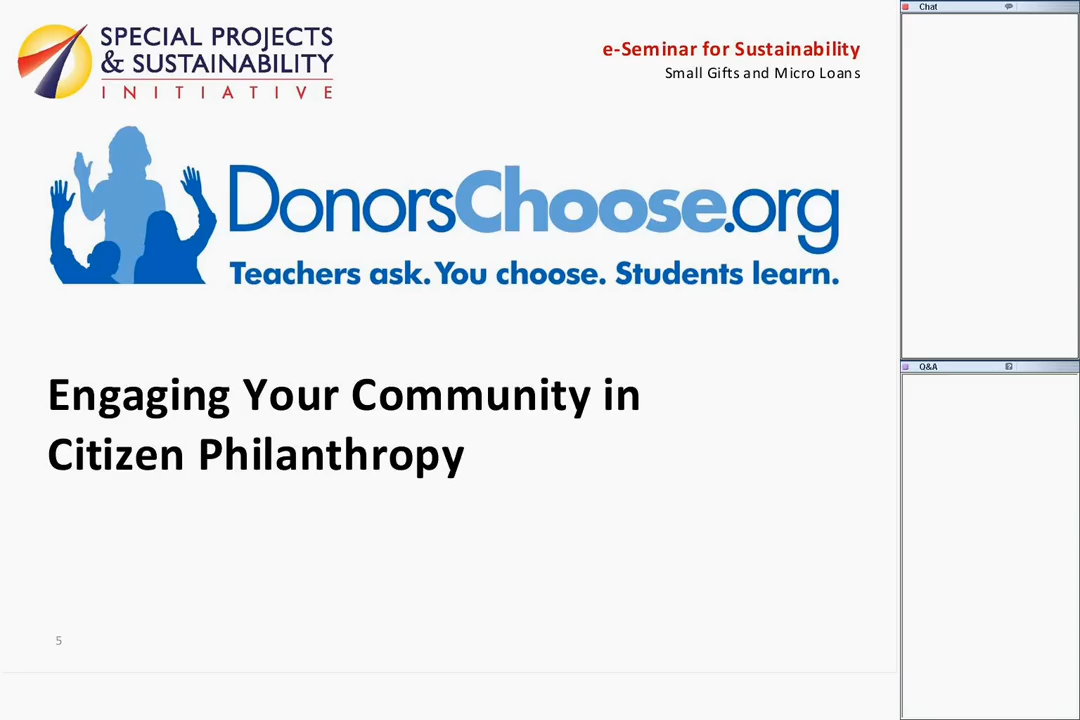 SPECIAL PROJECTS
& SUSTAINABILITY
INITIATIVE
e-Seminar for Sustainability
Small Gifts and Micro Loans
DonorsChoose.org
Teachers ask. You choose. Students learn.
Engaging Your Community in
Citizen Philanthropy
5
Chat
Q&A